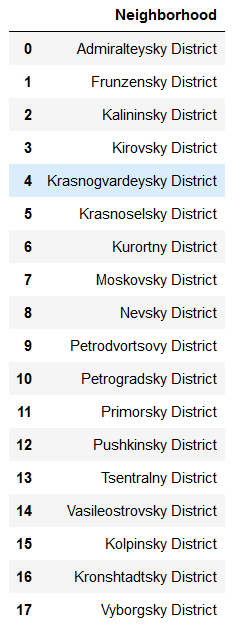 Neighborhood
0 Admiralteysky District
1 Frunzensky District
2 Kalininsky District
3 Kirovsky District
4 Krasnogvardeysky District
5 Krasnoselsky District
6 Kurortny District
7 Moskovsky District
8 Nevsky District
9 Petrodvortsovy District
10 Petrogradsky District
11 Primorsky District
12 Pushkinsky District
13 Tsentralny District
14 Vasileostrovsky District
15 Kolpinsky District
16 Kronshtadtsky District
17 Vyborgsky District